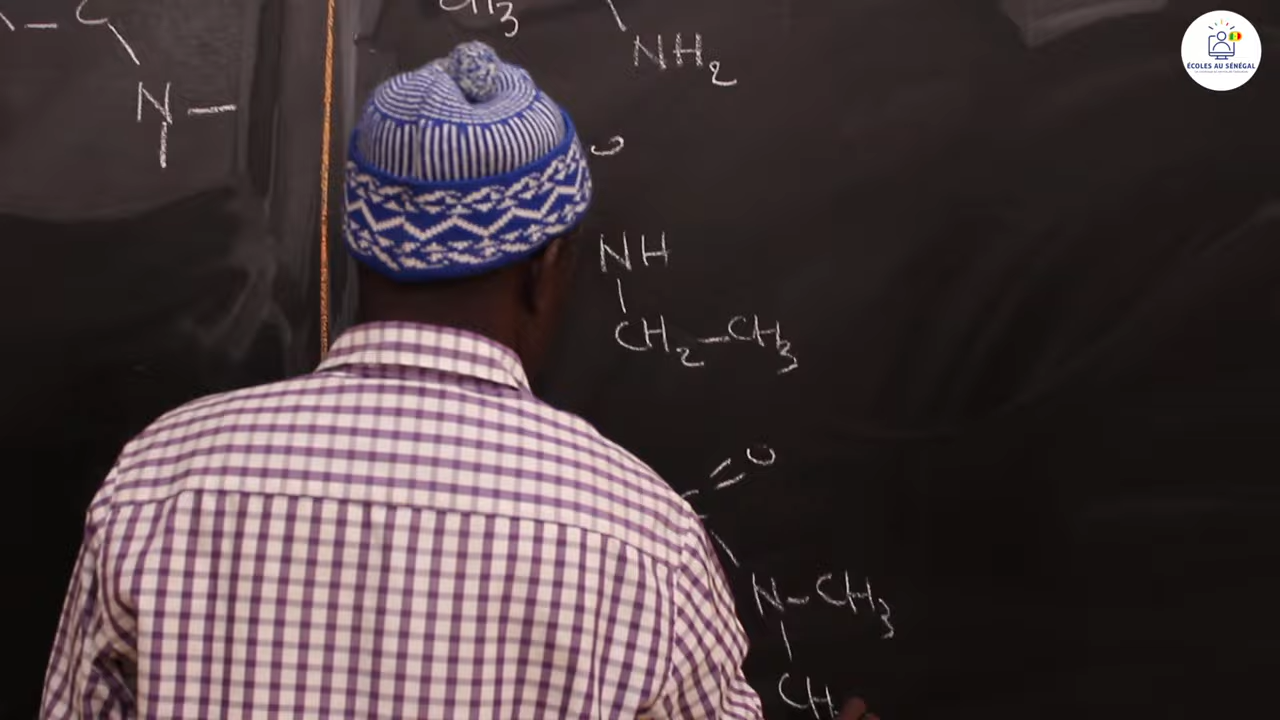 C
CH3
NH2
N
O
NH
CH2-CH3
O
N-CH3
CH
ÉCOLES AU SÉNÉGAL